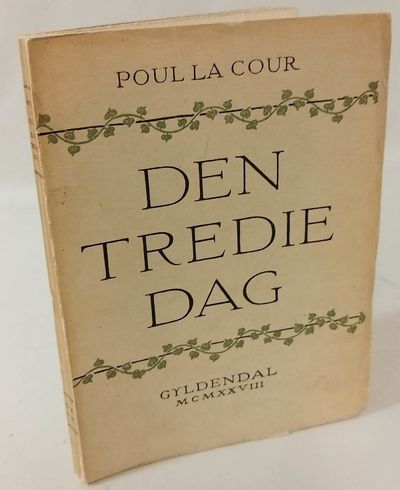 POUL LA COUR
DEN
TREDIE
DAG
GYLDENDAL
MCMXXVIII